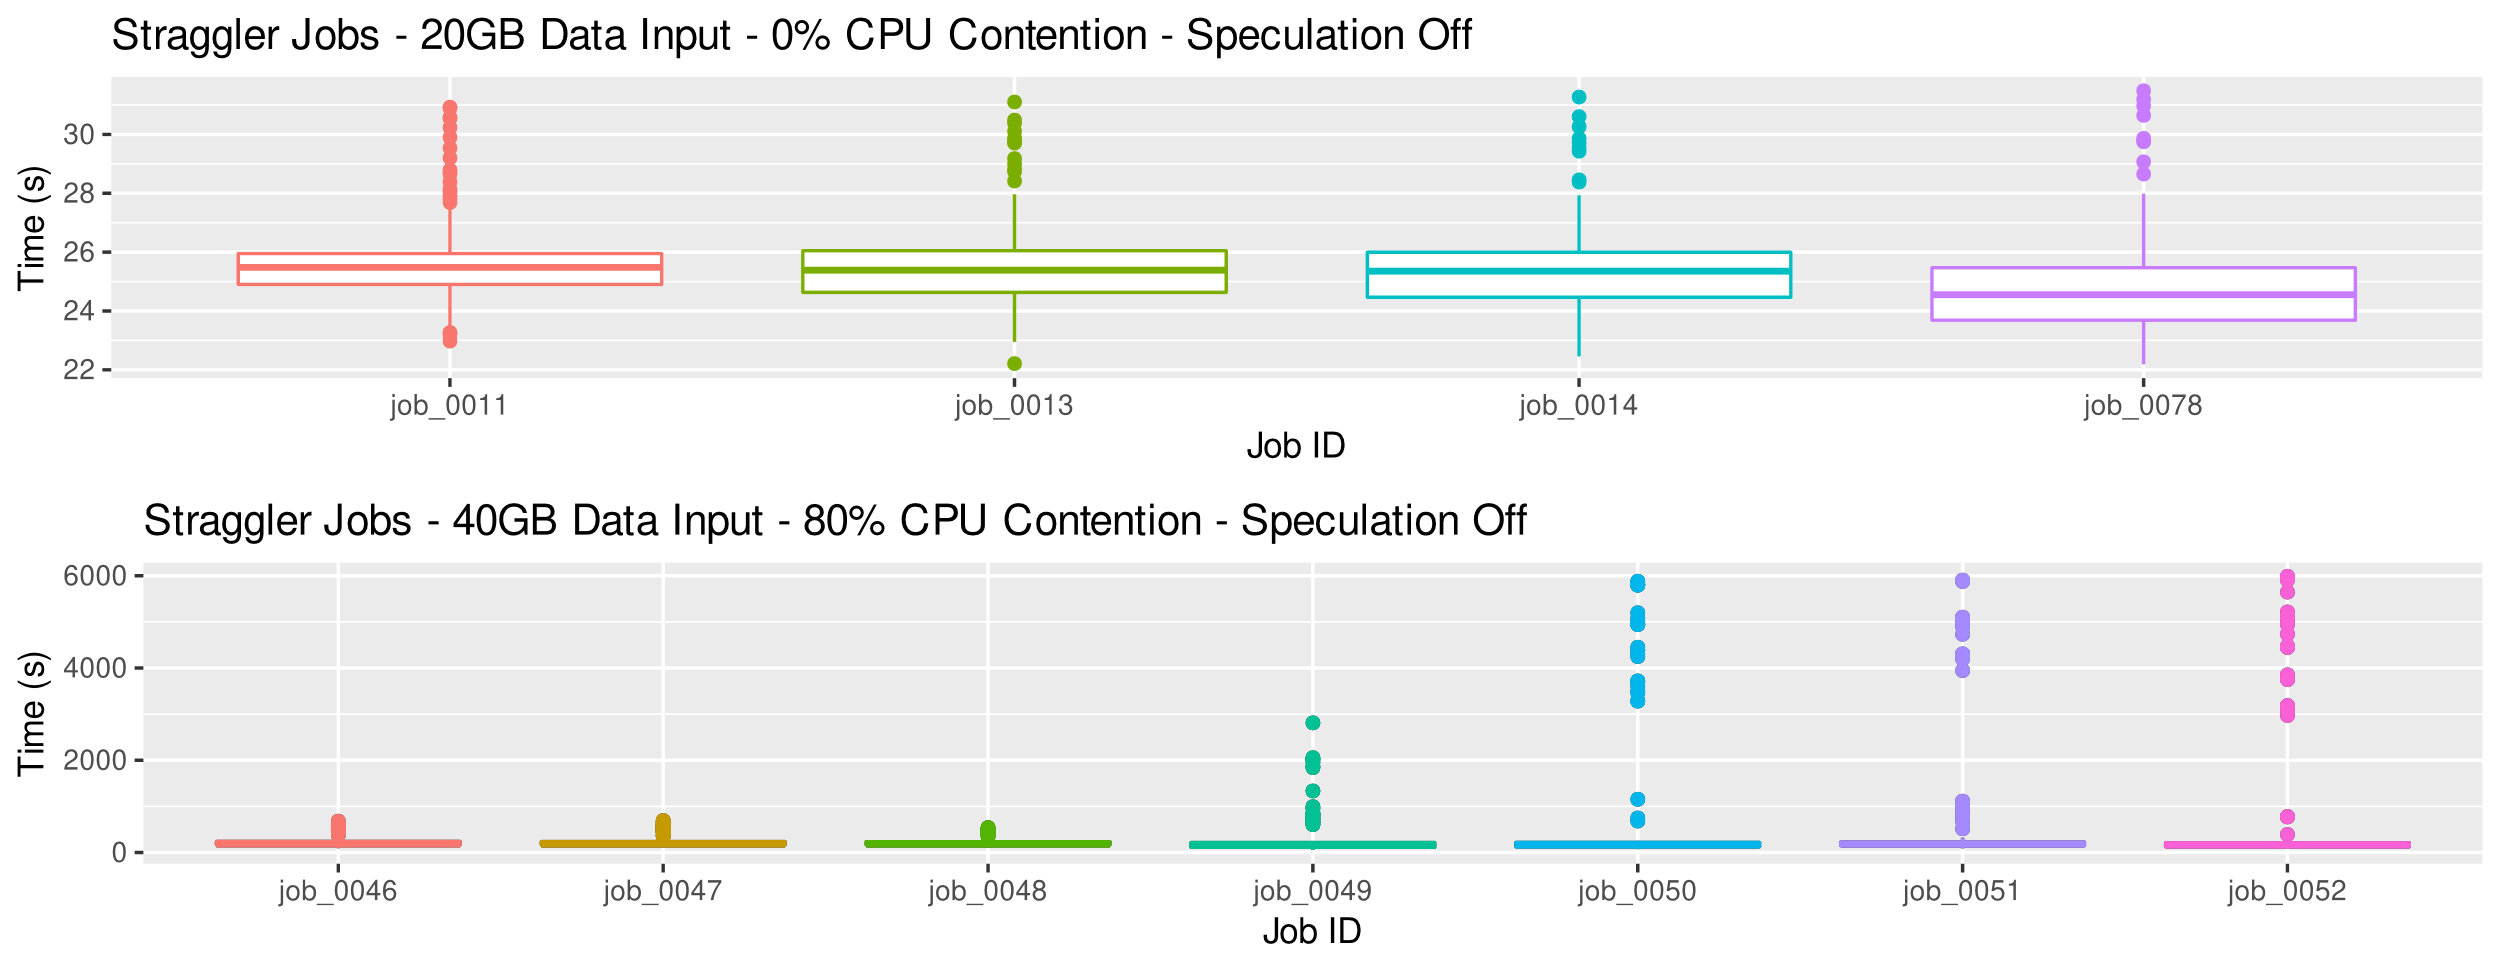 Straggler Jobs - 20GB Data Input - 0% CPU Contention - Speculation Off
Time (s)
30
28
26
24
22
job_0011 job_0013 job_0014 job_0078
Job ID
Straggler Jobs - 40GB Data Input - 80% CPU Contention - Speculation Off
Time (s)
6000
4000
2000
0
job_0046 job_0047 job_0048 job_0049 job_0050 job_0051 job_0052
Job ID